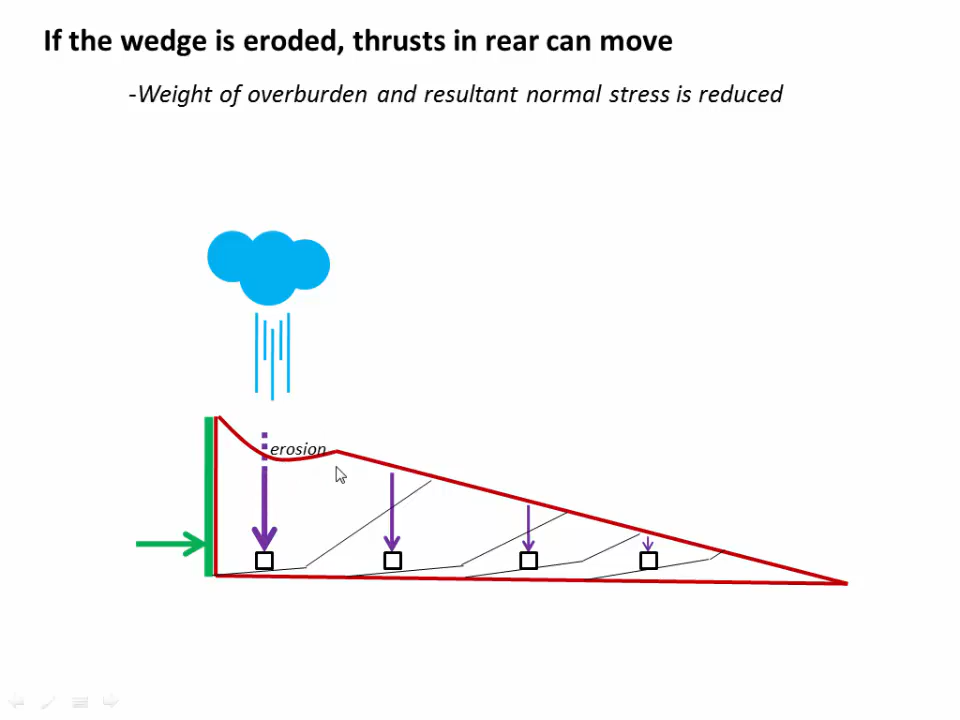 If the wedge is eroded, thrusts in rear can move
-Weight of overburden and resultant normal stress is reduced
erosion